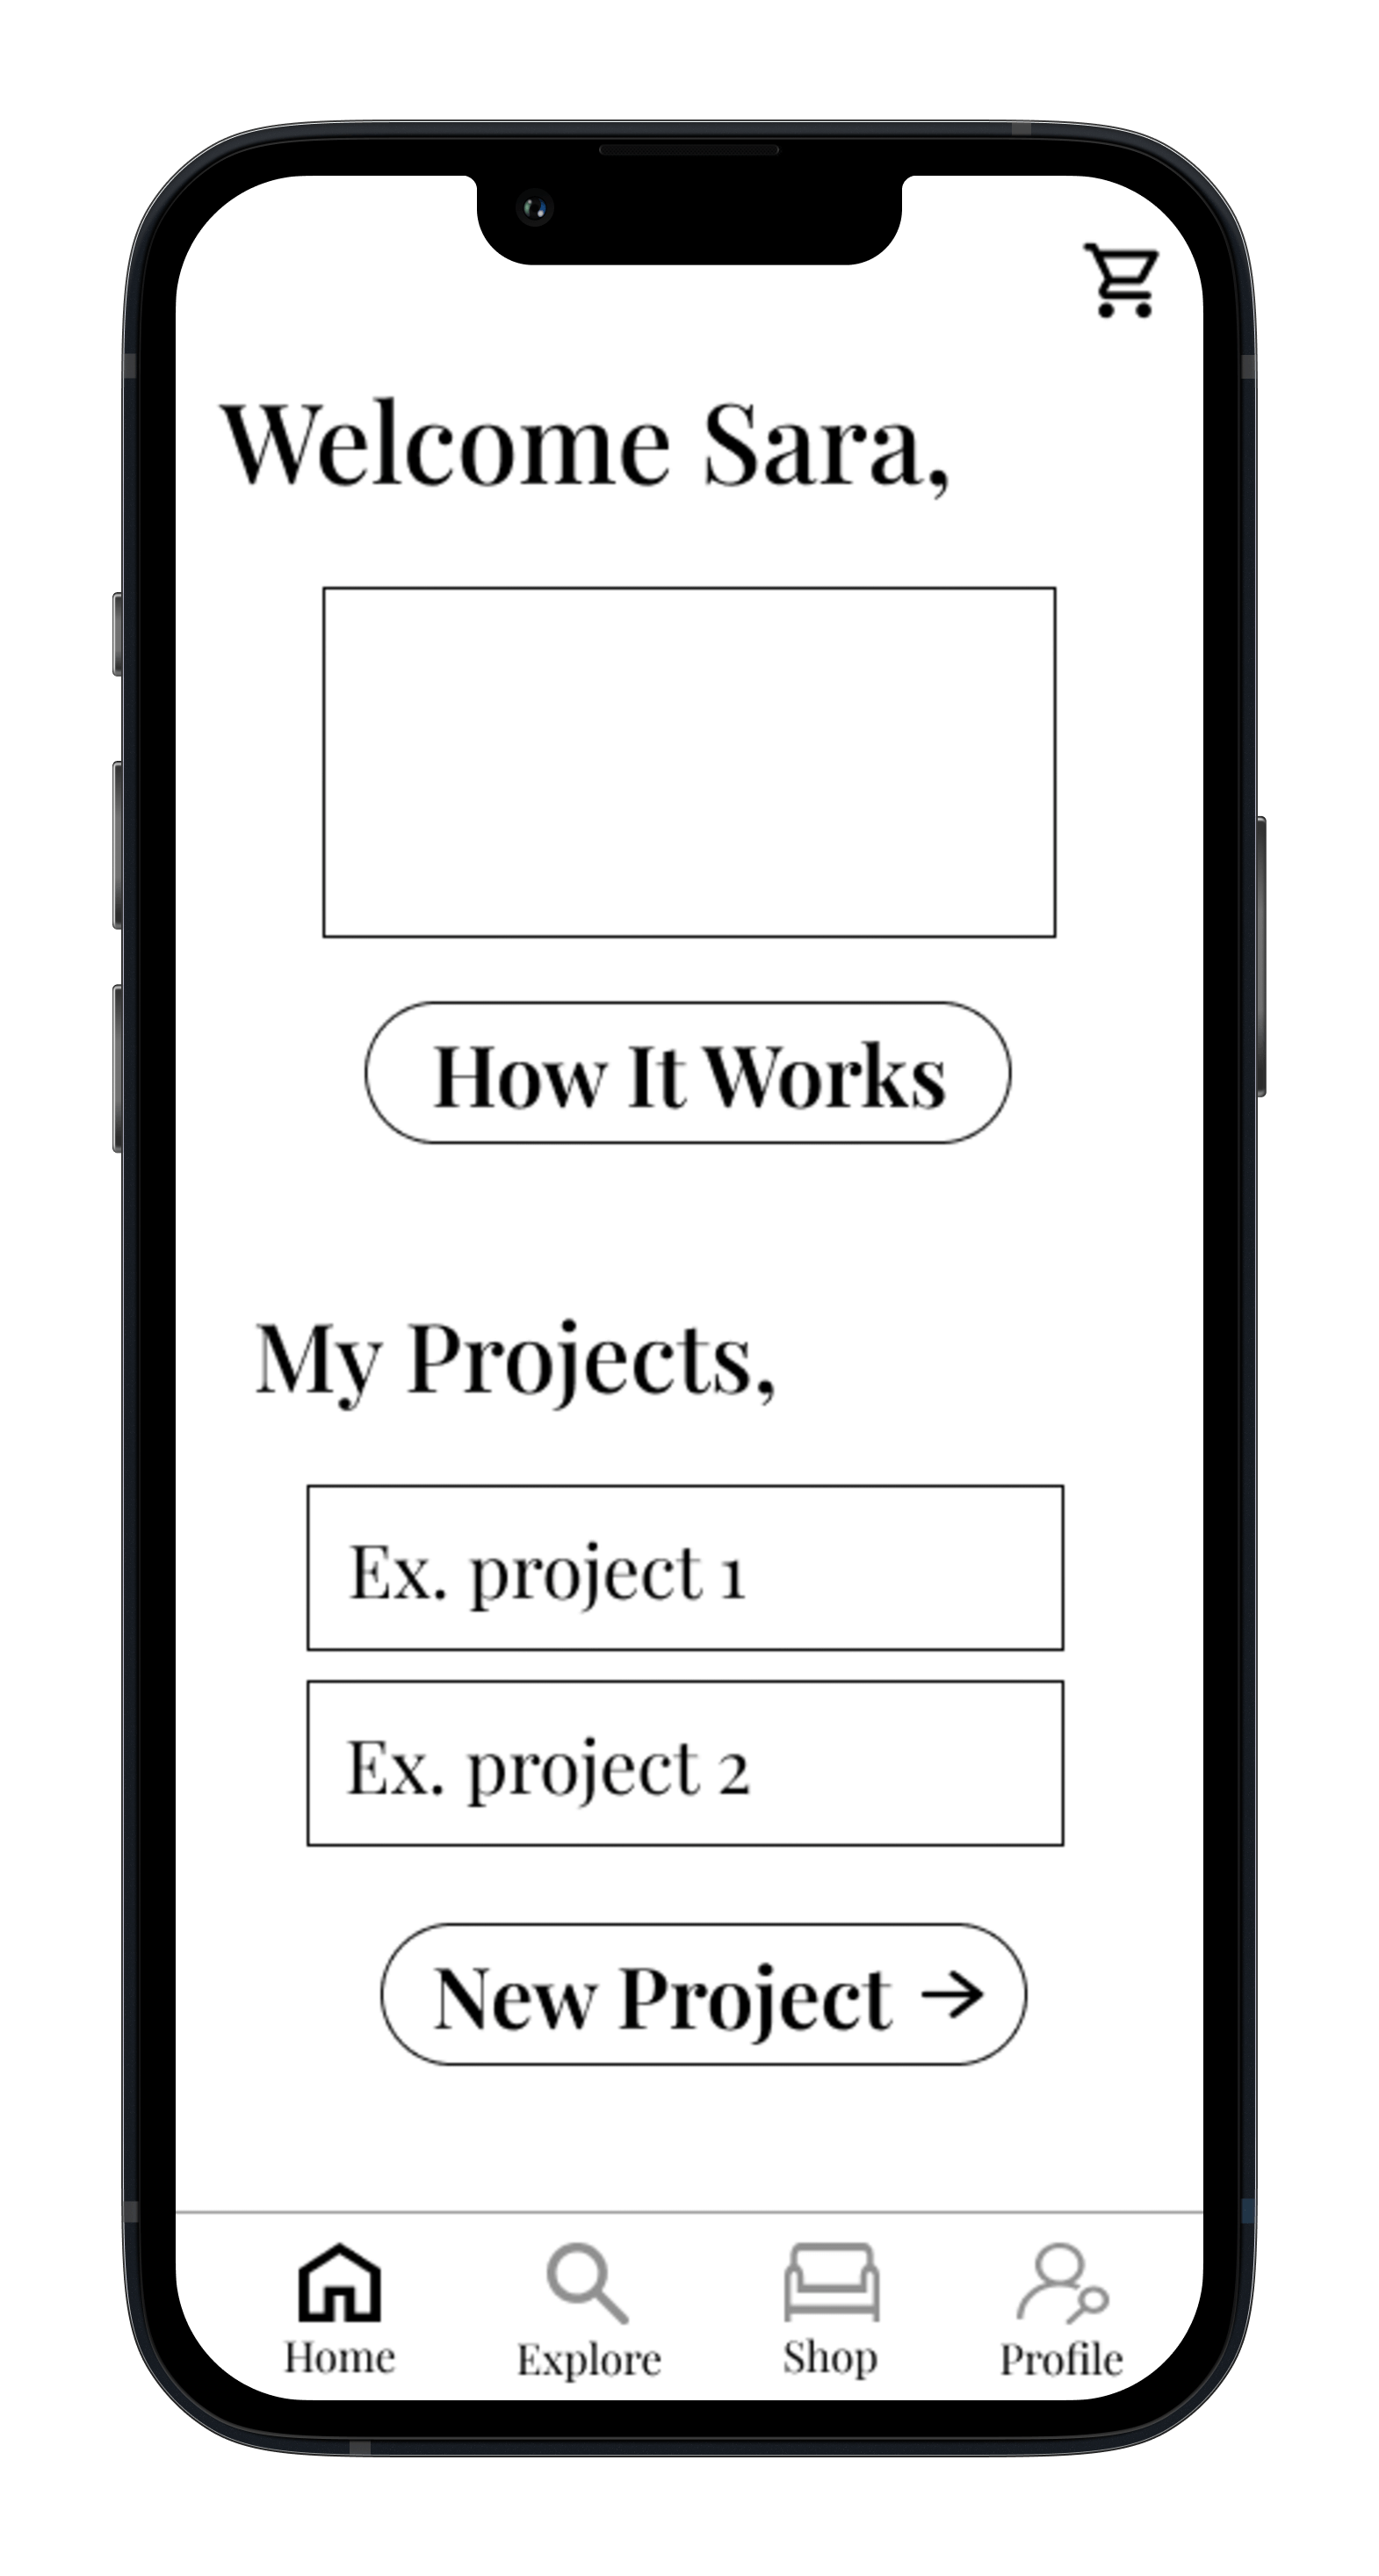 Welcome Sara,
How It Works
My Projects,
Ex. project 1
Ex. project 2
New Project →
Home
Explore
Shop
Profile